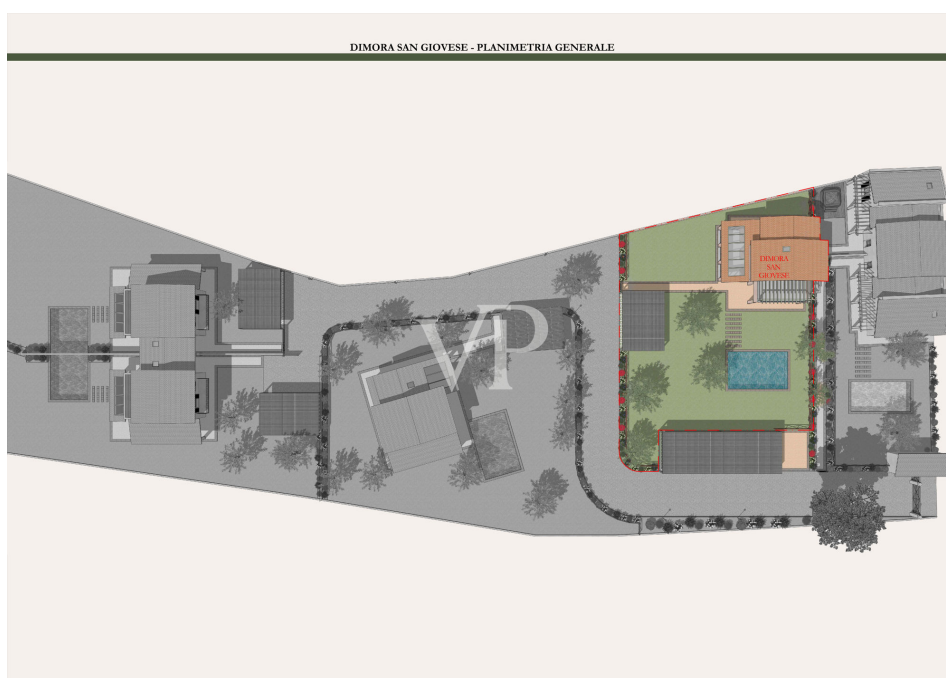 DIMORA SAN GIOVESE - PLANIMETRIA GENERALE
DIMORA
SAN
GIOVESE
VP